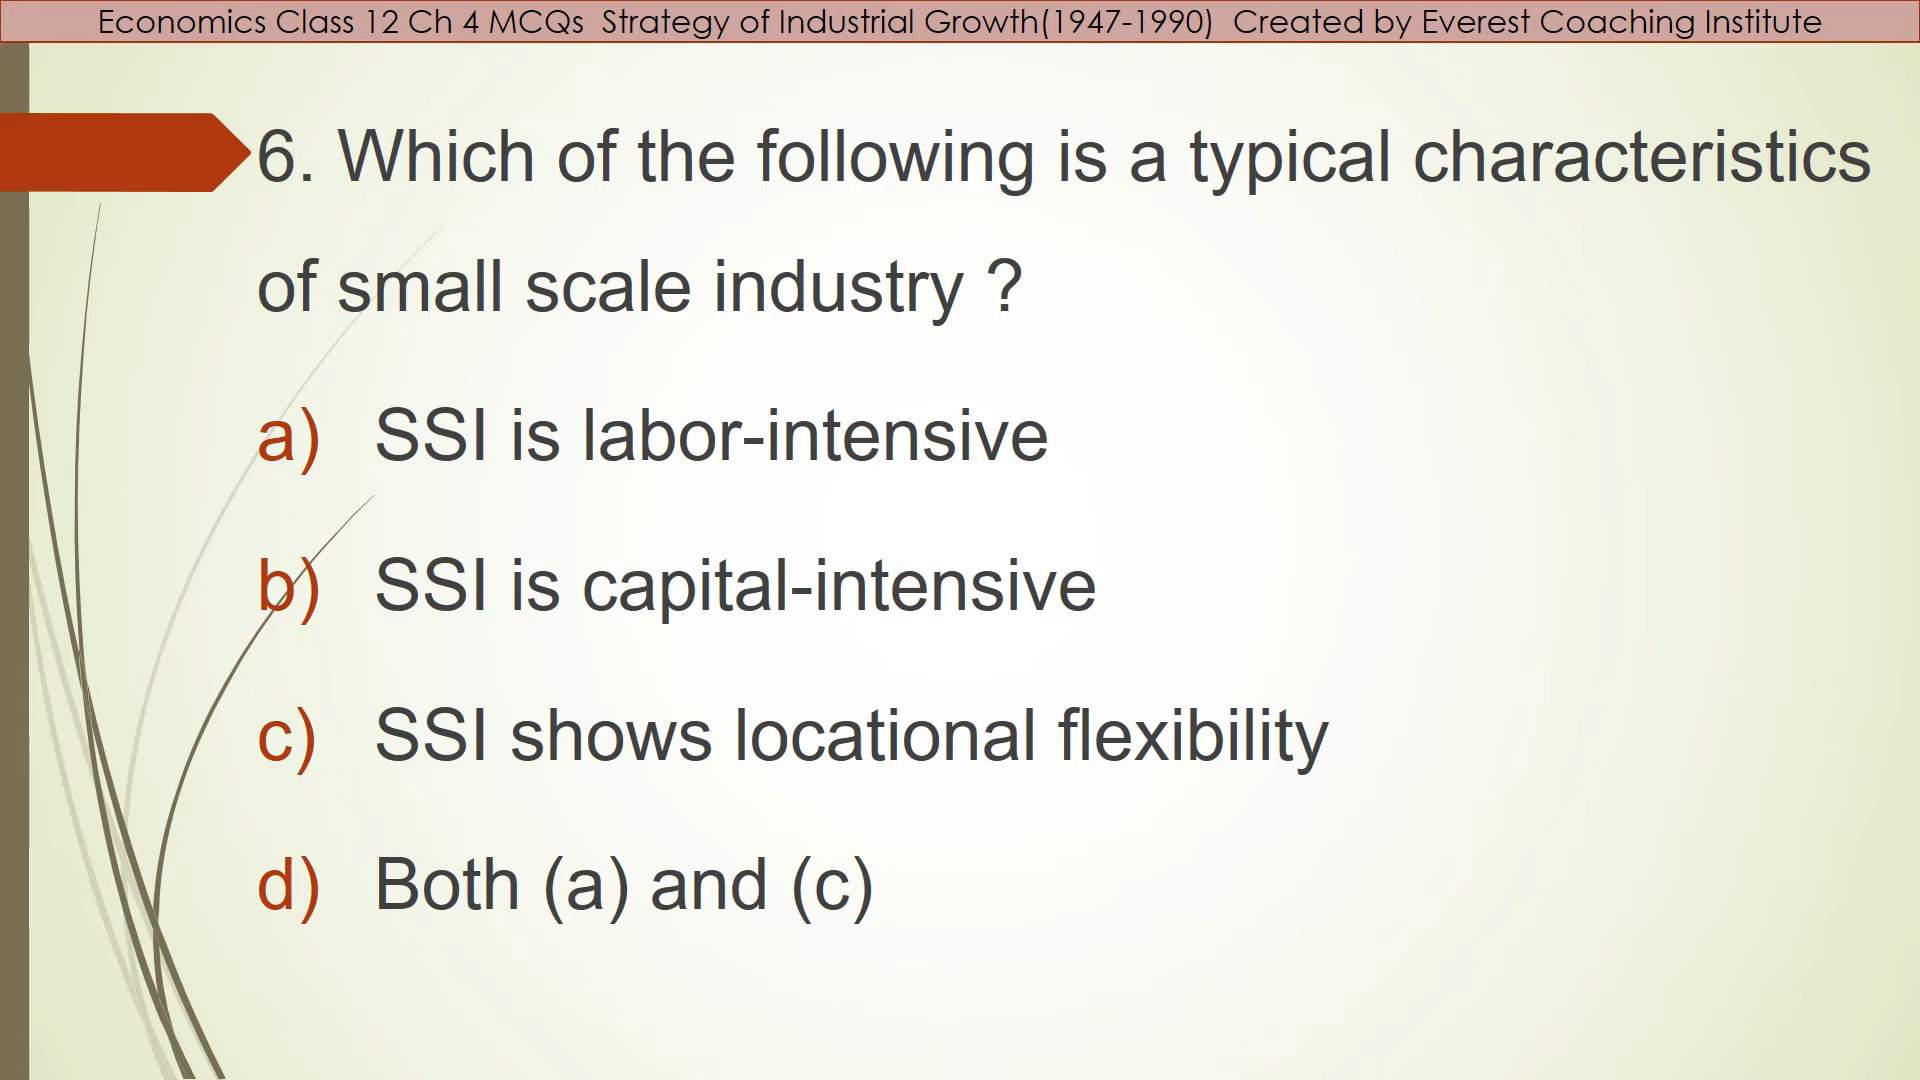 Economics Class 12 Ch 4 MCQs  Strategy of Industrial Growth(1947-1990)  Created by Everest Coaching Institute
6. Which of the following is a typical characteristics
of small scale industry ?
a) SSI is labor-intensive
b) SSI is capital-intensive
c) SSI shows locational flexibility
d) Both (a) and (c)